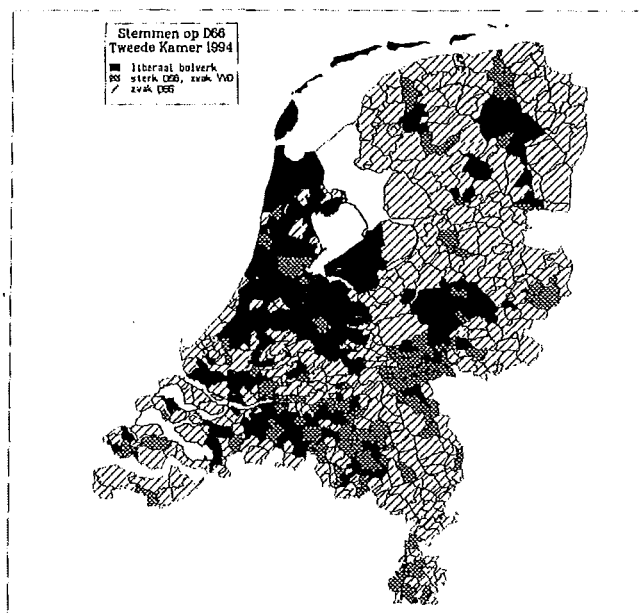 Stemmen op D66
Tweede Kamer 1994
liberaal bolwerk
sterk D66, zwak VVD
zwak D66